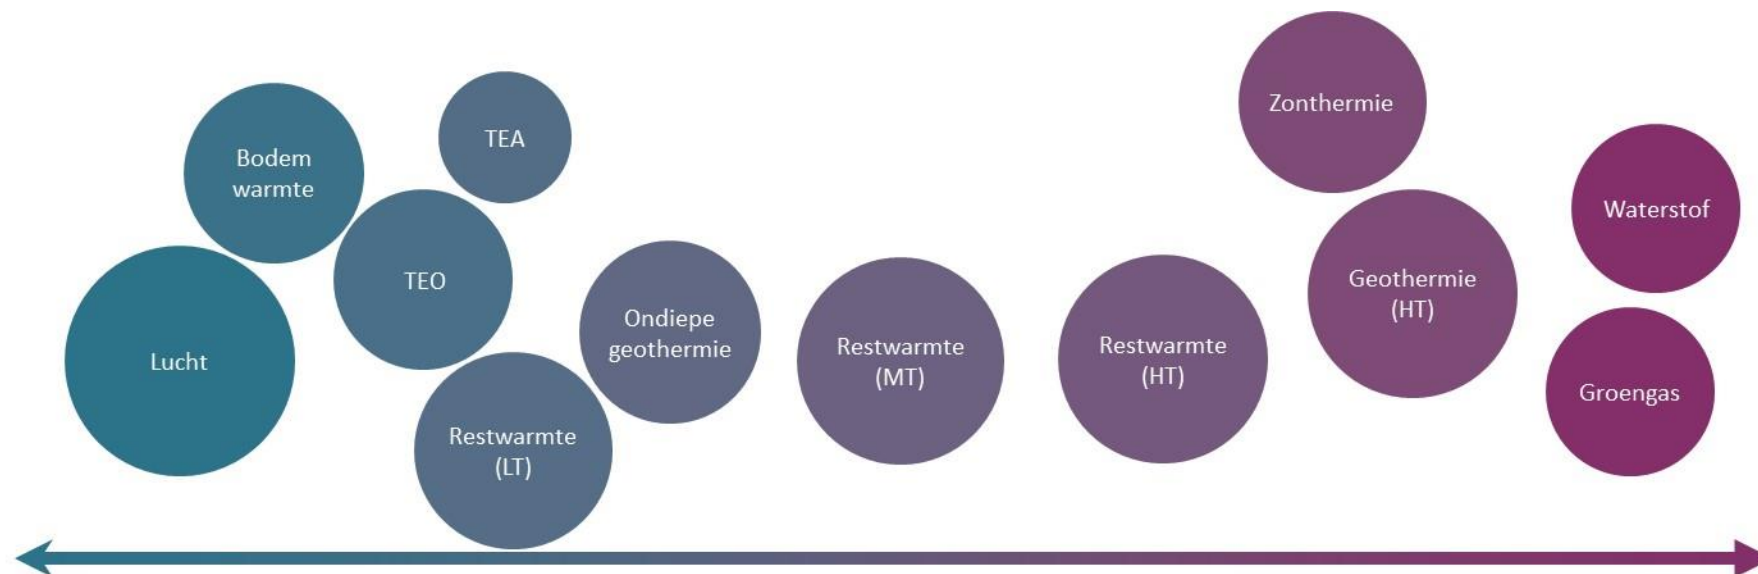 Zonthermie
TEA
Bodem
warmte
Waterstof
TEO
Geothermie
(HT)
Ondiepe
geothermie
Lucht
Restwarmte
(MT)
Restwarmte
(HT)
Groengas
Restwarmte
(LT)